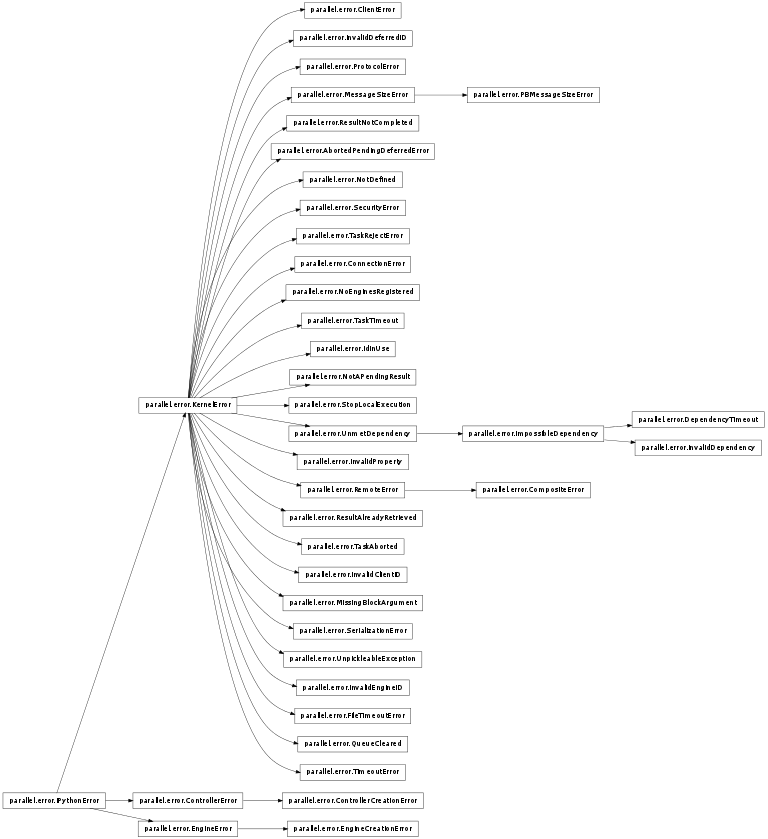 parallel.error.ClientError
parallel.error.InvalidDeferredID
parallel.error.ProtocolError
parallel.error.MessageSizeError
parallel.error.PBMessageSizeError
parallel.error.ResultNotCompleted
parallel.error.AbortedPendingDeferredError
parallel.error.NotDefined
parallel.error.SecurityError
parallel.error.TaskRejectError
parallel.error.ConnectionError
parallel.error.NoEnginesRegistered
parallel.error.TaskTimeout
parallel.error.IdInUse
parallel.error.NotAPendingResult
parallel.error.KernelError
parallel.error.StopLocalExecution
parallel.error.DependencyTimeout
parallel.error.UnmetDependency
parallel.error.ImpossibleDependency
parallel.error.InvalidDependency
parallel.error.InvalidProperty
parallel.error.RemoteError
parallel.error.CompositeError
parallel.error.ResultAlreadyRetrieved
parallel.error.TaskAborted
parallel.error.InvalidClientID
parallel.error.MissingBlockArgument
parallel.error.SerializationError
parallel.error.UnpickleableException
parallel.error.InvalidEngineID
parallel.error.FileTimeoutError
parallel.error.QueueCleared
parallel.error.TimeoutError
parallel.error.IPythonError
parallel.error.ControllerError
parallel.error.ControllerCreationError
parallel.error.EngineError
parallel.error.EngineCreationError